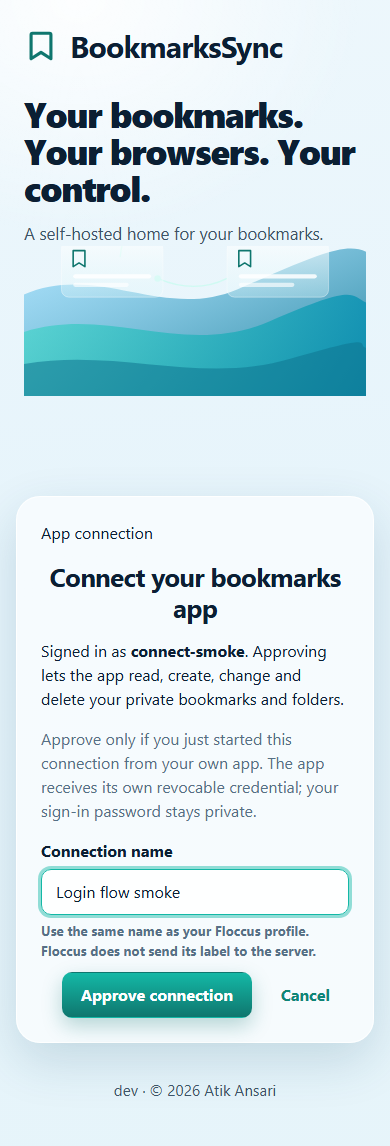 BookmarksSync
Your bookmarks.
Your browsers. Your
control.
A self-hosted home for your bookmarks.
App connection
Connect your bookmarks
app
Signed in as connect-smoke. Approving
lets the app read, create, change and
delete your private bookmarks and folders.
Approve only if you just started this
connection from your own app. The app
receives its own revocable credential; your
sign-in password stays private.
Connection name
Login flow smoke
Use the same name as your Floccus profile.
Floccus does not send its label to the server.
Approve connection
Cancel
dev · © 2026 Atik Ansari